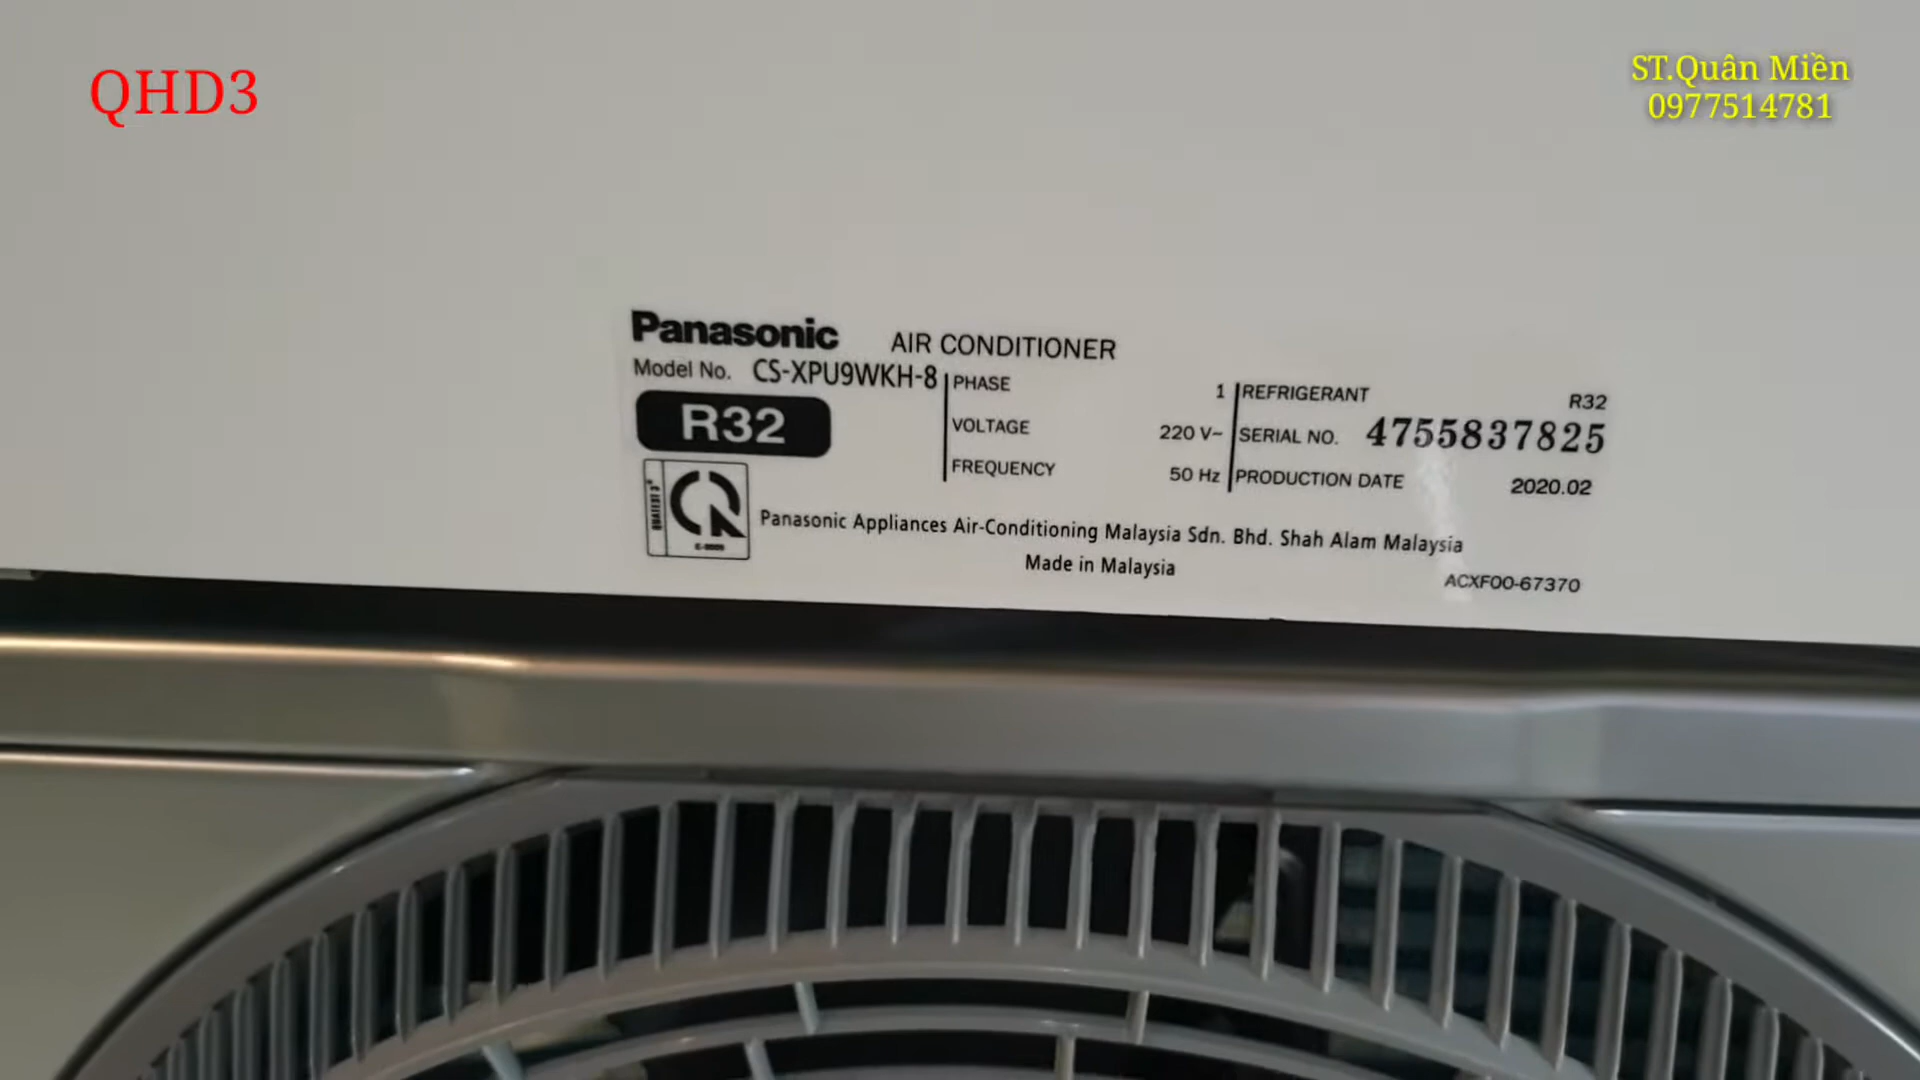 QHD3
ST.Quân Miền
0977514781
Panasonic AIR CONDITIONER
Model No. CS-XPU9WKH-8
R32
PHASE 1
VOLTAGE 220 V~
FREQUENCY 50 Hz
REFRIGERANT R32
SERIAL NO. 4755837825
PRODUCTION DATE 2020.02
QUATEST 3
Panasonic Appliances Air-Conditioning Malaysia Sdn. Bhd. Shah Alam Malaysia
Made in Malaysia
ACXF00-67370